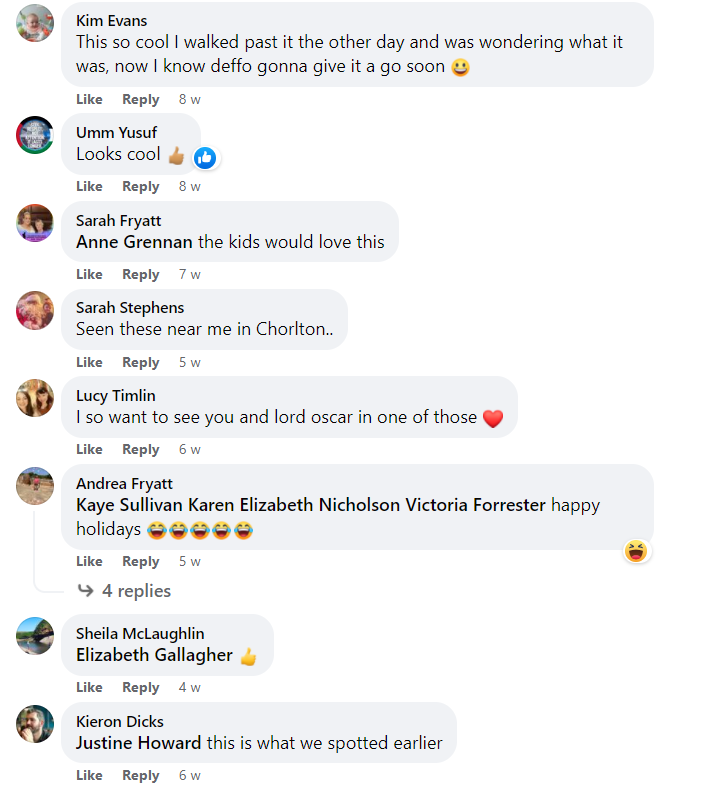 Kim Evans
This so cool I walked past it the other day and was wondering what it
was, now I know deffo gonna give it a go soon 😀
Like Reply 8 w
Umm Yusuf
Looks cool 👍🏽
Like Reply 8 w
Sarah Fryatt
Anne Grennan the kids would love this
Like Reply 7 w
Sarah Stephens
Seen these near me in Chorlton..
Like Reply 5 w
Lucy Timlin
I so want to see you and lord oscar in one of those ❤️
Like Reply 6 w
Andrea Fryatt
Kaye Sullivan Karen Elizabeth Nicholson Victoria Forrester happy
holidays 😂😂😂😂😂
Like Reply 5 w
4 replies
Sheila McLaughlin
Elizabeth Gallagher 👍
Like Reply 4 w
Kieron Dicks
Justine Howard this is what we spotted earlier
Like Reply 6 w